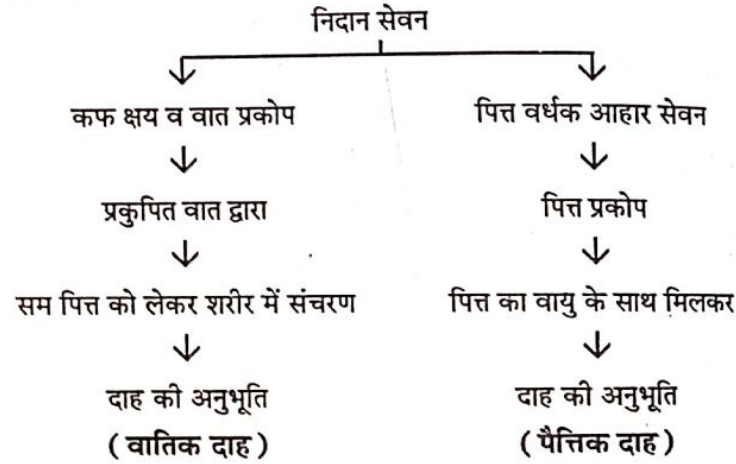 निदान सेवन
कफ क्षय व वात प्रकोप
प्रकुपित वात द्वारा
सम पित्त को लेकर शरीर में संचरण
दाह की अनुभूति
( वातिक दाह )
पित्त वर्धक आहार सेवन
पित्त प्रकोप
पित्त का वायु के साथ मिलकर
दाह की अनुभूति
( पैत्तिक दाह )